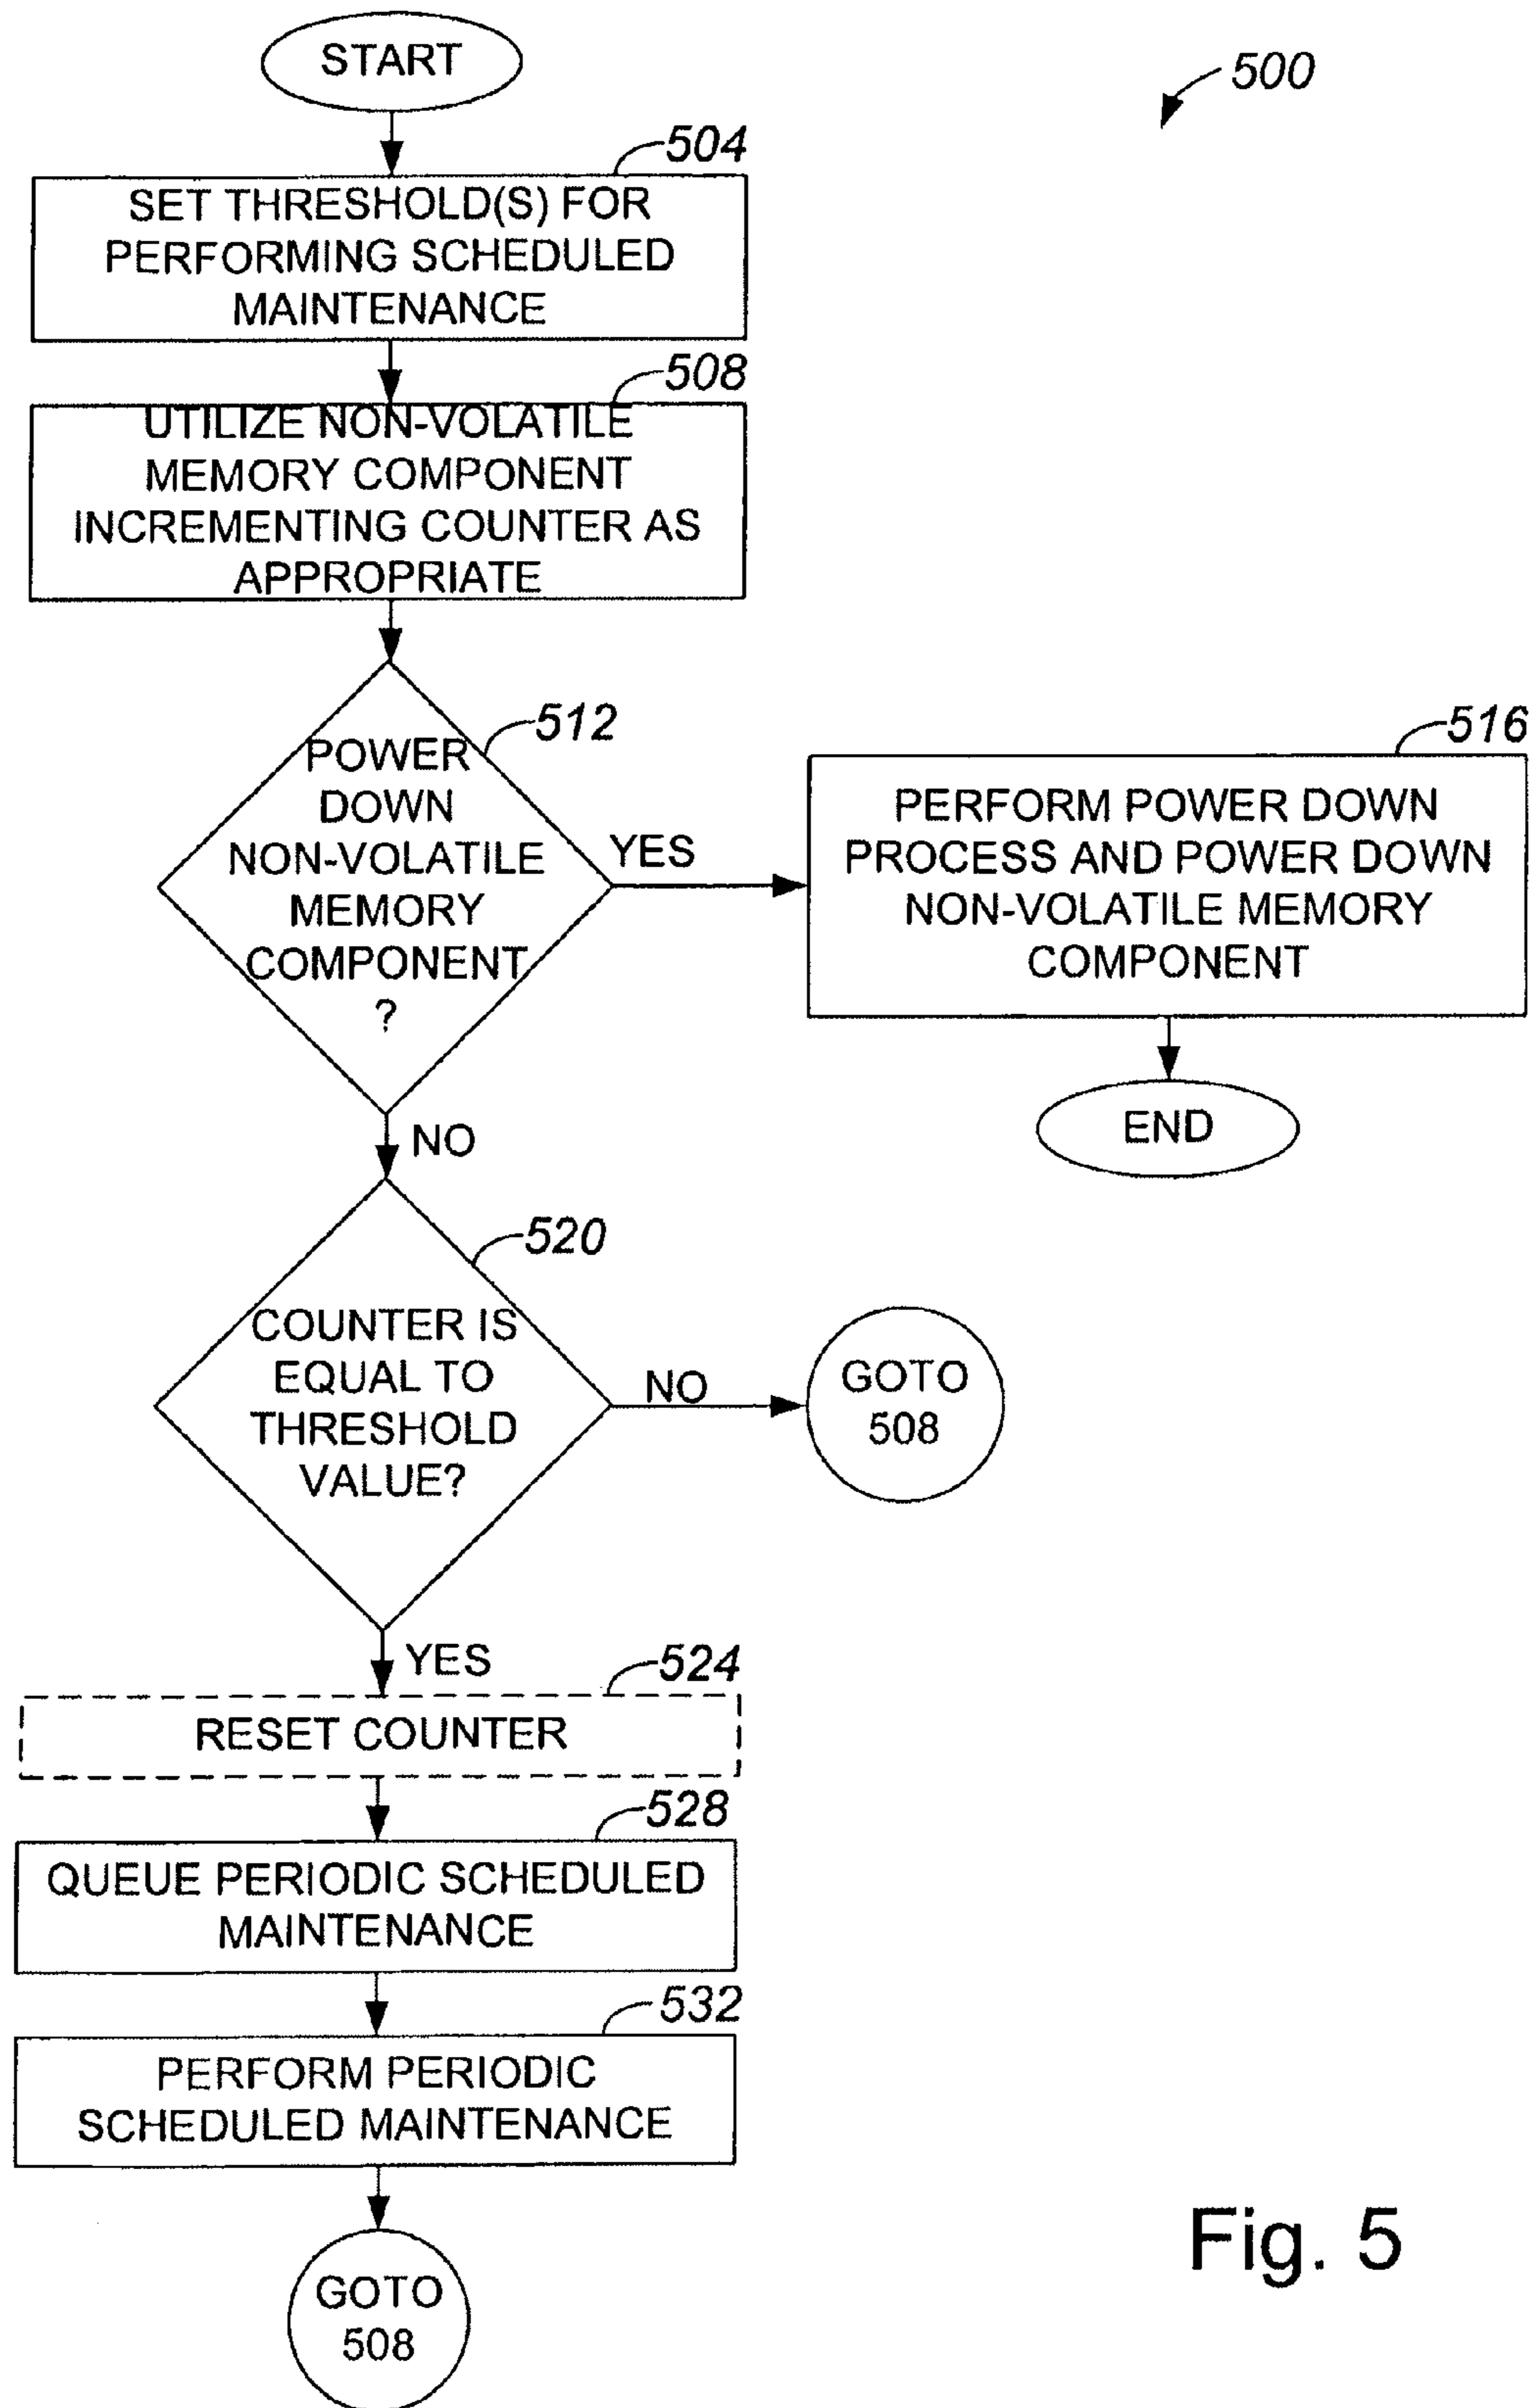 START
500
504
SET THRESHOLD(S) FOR
PERFORMING SCHEDULED
MAINTENANCE
508
UTILIZE NON-VOLATILE
MEMORY COMPONENT
INCREMENTING COUNTER AS
APPROPRIATE
512
POWER
DOWN
NON-VOLATILE
MEMORY
COMPONENT
?
YES
516
PERFORM POWER DOWN
PROCESS AND POWER DOWN
NON-VOLATILE MEMORY
COMPONENT
END
NO
520
COUNTER IS
EQUAL TO
THRESHOLD
VALUE?
NO
GOTO
508
YES
524
RESET COUNTER
528
QUEUE PERIODIC SCHEDULED
MAINTENANCE
532
PERFORM PERIODIC
SCHEDULED MAINTENANCE
GOTO
508
Fig. 5